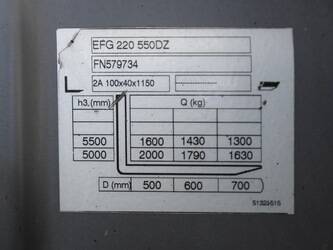 EFG 220 550DZ
FN579734
2A 100x40x1150
h3. (mm) Q (kg)
5500 1600 1430 1300
5000 2000 1790 1630
D (mm) 500 600 700